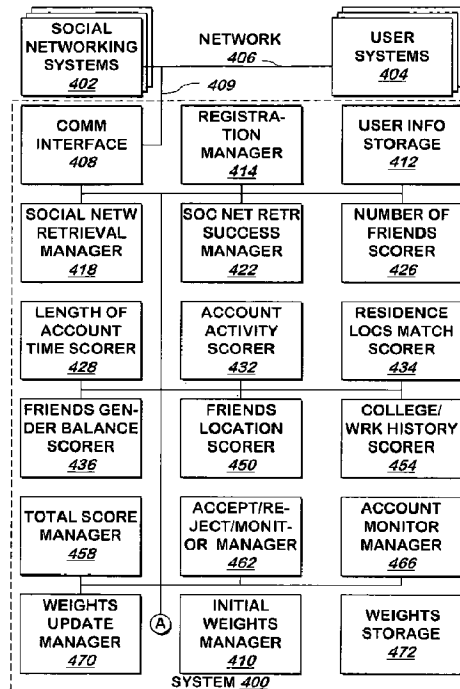 SOCIAL
NETWORKING
SYSTEMS
402
NETWORK
406
USER
SYSTEMS
404
409
COMM
INTERFACE
408
REGISTRA-
TION
MANAGER
414
USER INFO
STORAGE
412
SOCIAL NETW
RETRIEVAL
MANAGER
418
SOC NET RETR
SUCCESS
MANAGER
422
NUMBER OF
FRIENDS
SCORER
426
LENGTH OF
ACCOUNT
TIME SCORER
428
ACCOUNT
ACTIVITY
SCORER
432
RESIDENCE
LOCS MATCH
SCORER
434
FRIENDS GEN-
DER BALANCE
SCORER
436
FRIENDS
LOCATION
SCORER
450
COLLEGE/
WRK HISTORY
SCORER
454
TOTAL SCORE
MANAGER
458
ACCEPT/RE-
JECT/MONIT-
OR MANAGER
462
ACCOUNT
MONITOR
MANAGER
466
WEIGHTS
UPDATE
MANAGER
470
A
INITIAL
WEIGHTS
MANAGER
410
WEIGHTS
STORAGE
472
SYSTEM 400